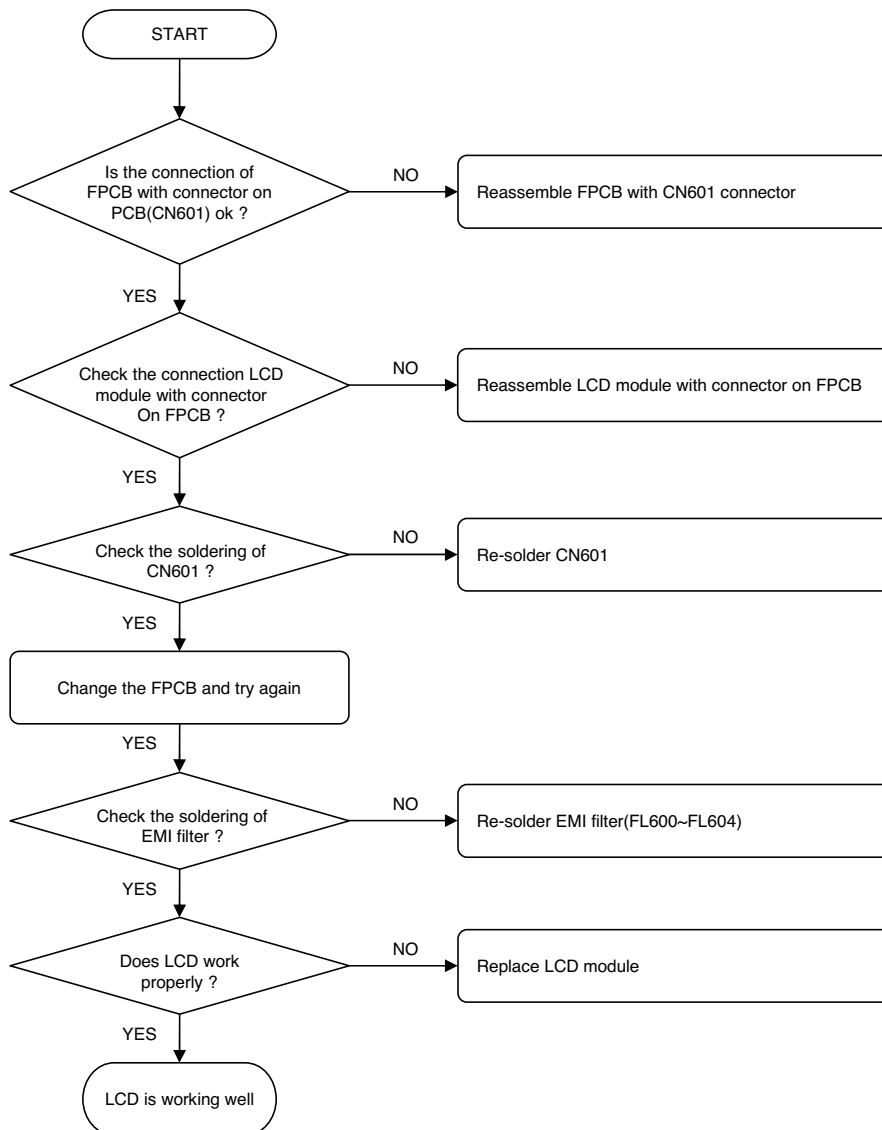 START
Is the connection of
FPCB with connector on
PCB(CN601) ok ?
NO
Reassemble FPCB with CN601 connector
YES
Check the connection LCD
module with connector
On FPCB ?
NO
Reassemble LCD module with connector on FPCB
YES
Check the soldering of
CN601 ?
NO
Re-solder CN601
YES
Change the FPCB and try again
YES
Check the soldering of
EMI filter ?
NO
Re-solder EMI filter(FL600~FL604)
YES
Does LCD work
properly ?
NO
Replace LCD module
YES
LCD is working well